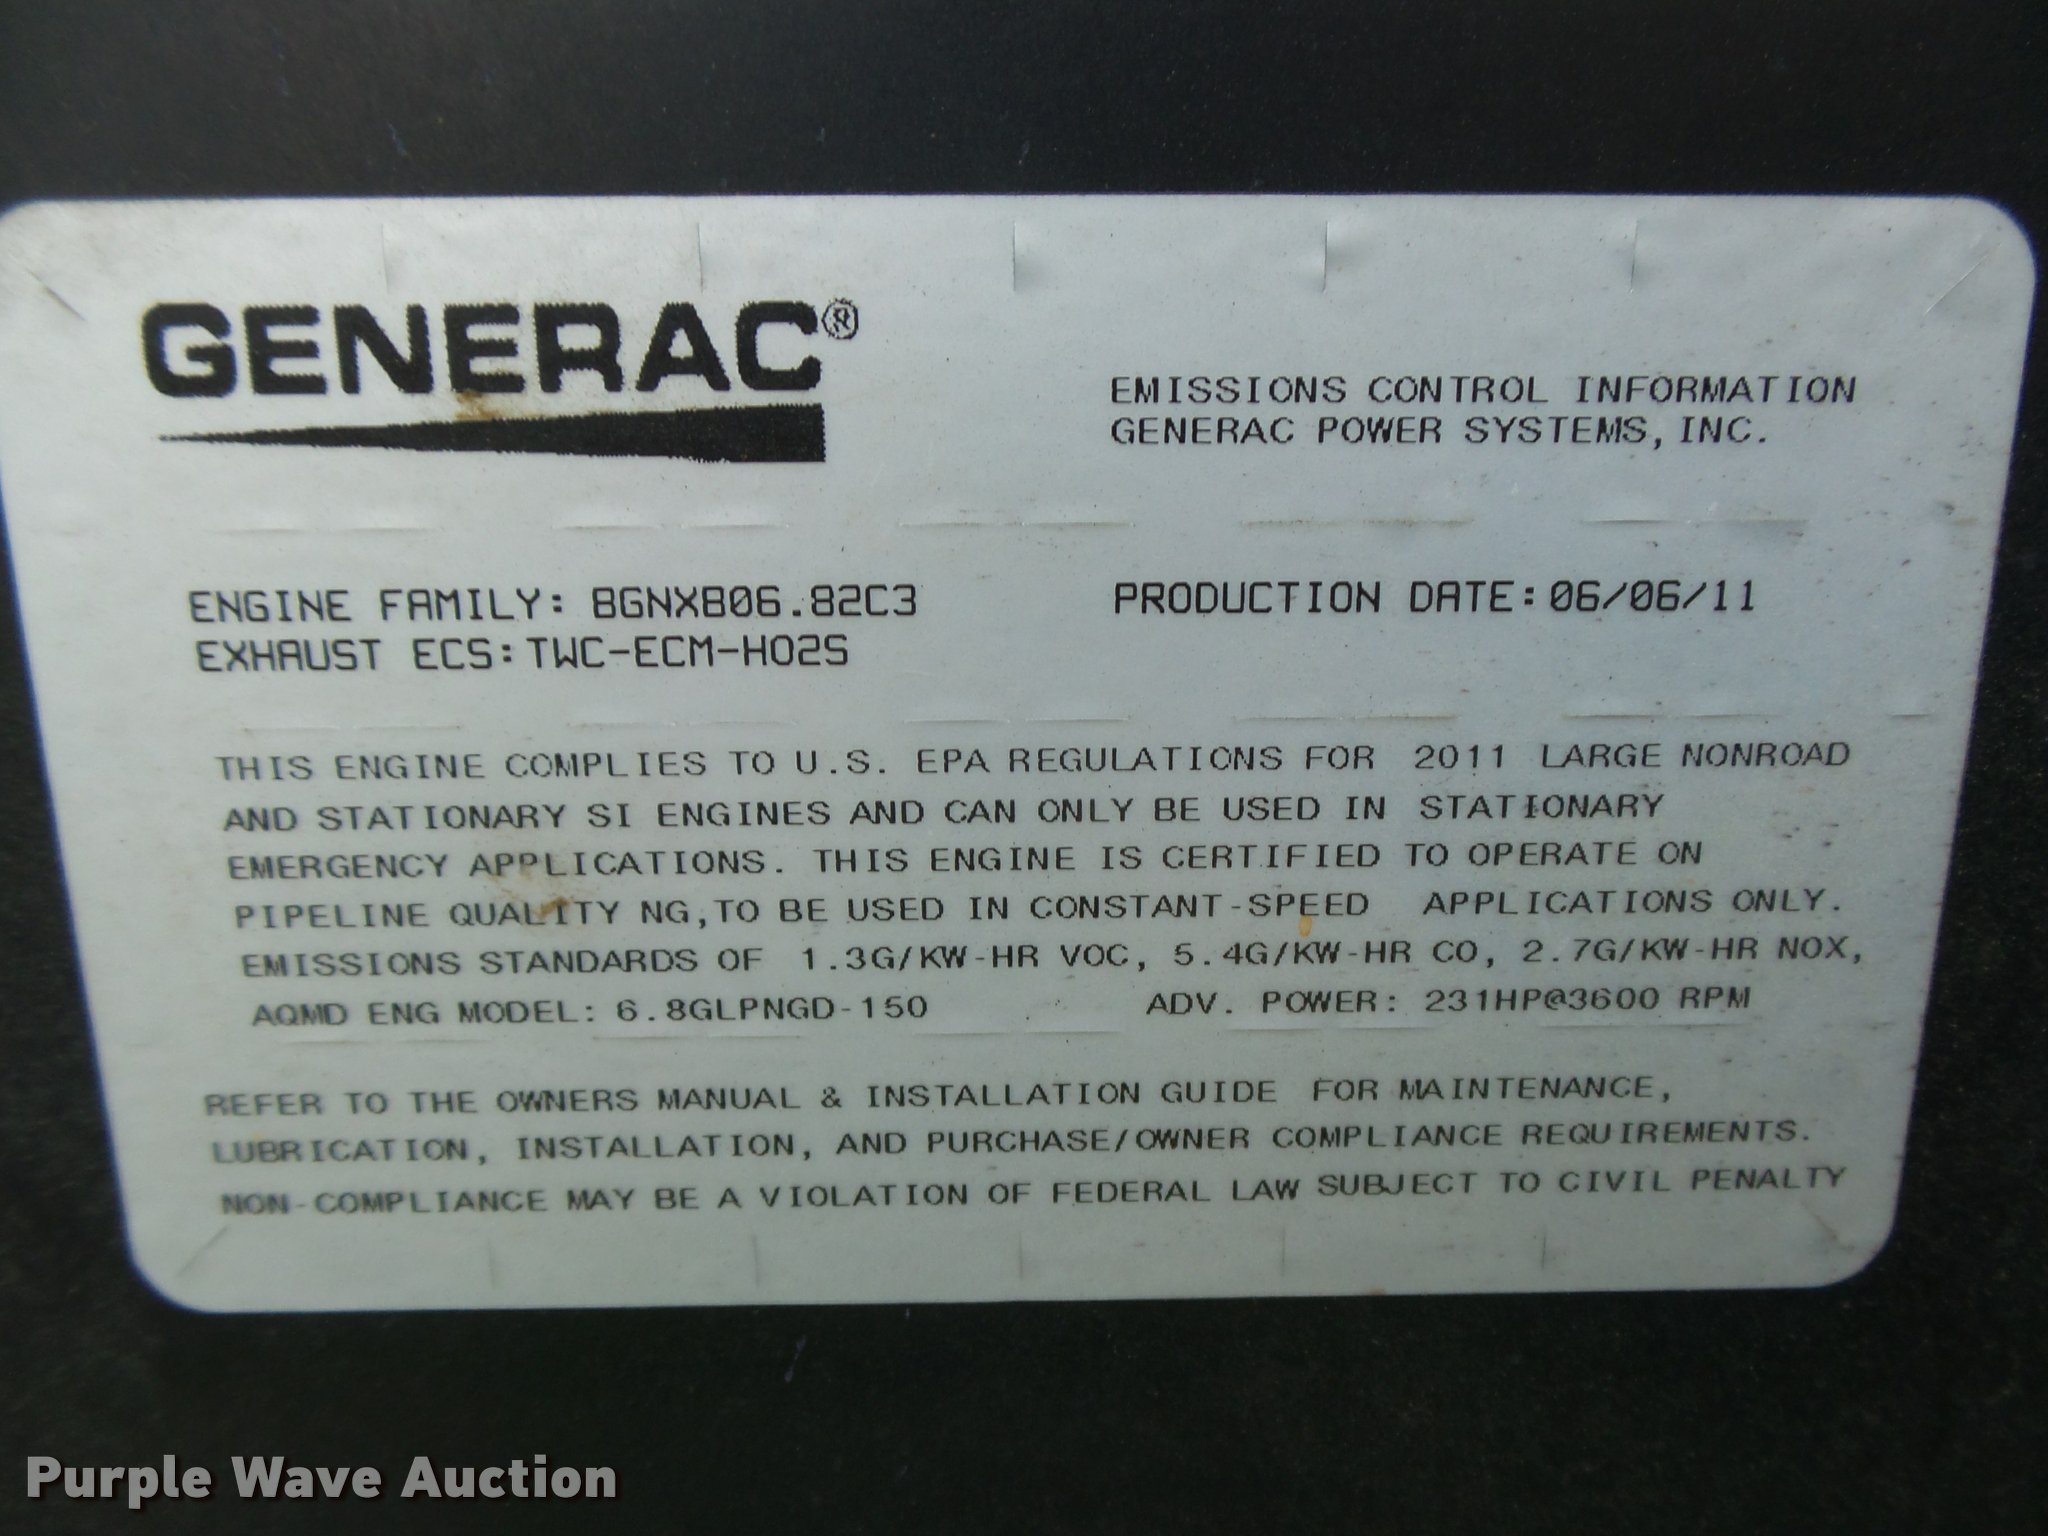 GENERAC®
EMISSIONS CONTROL INFORMATION
GENERAC POWER SYSTEMS, INC.
ENGINE FAMILY: BGNXB06.82C3
PRODUCTION DATE: 06/06/11
EXHAUST ECS: TWC-ECM-HO2S
THIS ENGINE COMPLIES TO U.S. EPA REGULATIONS FOR 2011 LARGE NONROAD
AND STATIONARY SI ENGINES AND CAN ONLY BE USED IN STATIONARY
EMERGENCY APPLICATIONS. THIS ENGINE IS CERTIFIED TO OPERATE ON
PIPELINE QUALITY NG, TO BE USED IN CONSTANT-SPEED APPLICATIONS ONLY.
EMISSIONS STANDARDS OF 1.3G/KW-HR VOC, 5.4G/KW-HR CO, 2.7G/KW-HR NOX,
AQMD ENG MODEL: 6.8GLPNGD-150 ADV. POWER: 231HP@3600 RPM
REFER TO THE OWNERS MANUAL & INSTALLATION GUIDE FOR MAINTENANCE,
LUBRICATION, INSTALLATION, AND PURCHASE/OWNER COMPLIANCE REQUIREMENTS.
NON-COMPLIANCE MAY BE A VIOLATION OF FEDERAL LAW SUBJECT TO CIVIL PENALTY
Purple Wave Auction